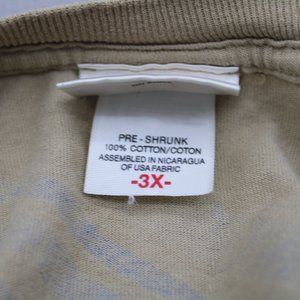 PRE-SHRUNK
100% COTTON/COTON
ASSEMBLED IN NICARAGUA
OF USA FABRIC
-3X-